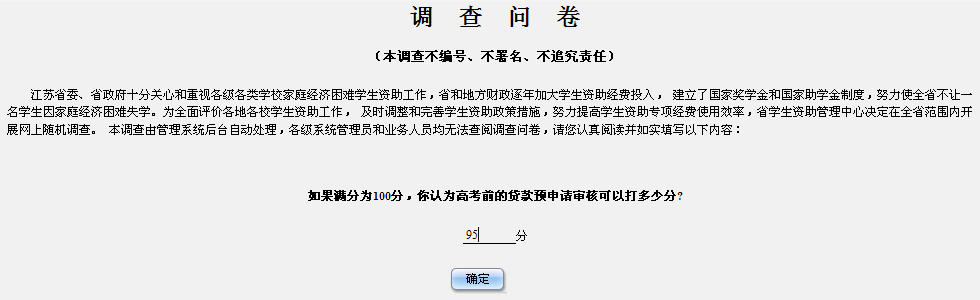 调 查 问 卷
（本调查不编号、不署名、不追究责任）
江苏省委、省政府十分关心和重视各级各类学校家庭经济困难学生资助工作，省和地方财政逐年加大学生资助经费投入， 建立了国家奖学金和国家助学金制度，努力使全省不让一
名学生因家庭经济困难失学。为全面评价各地各校学生资助工作， 及时调整和完善学生资助政策措施，努力提高学生资助专项经费使用效率，省学生资助管理中心决定在全省范围内开
展网上随机调查。 本调查由管理系统后台自动处理，各级系统管理员和业务人员均无法查阅调查问卷，请您认真阅读并如实填写以下内容：
如果满分为100分，你认为高考前的贷款预申请审核可以打多少分?
95 分
确定